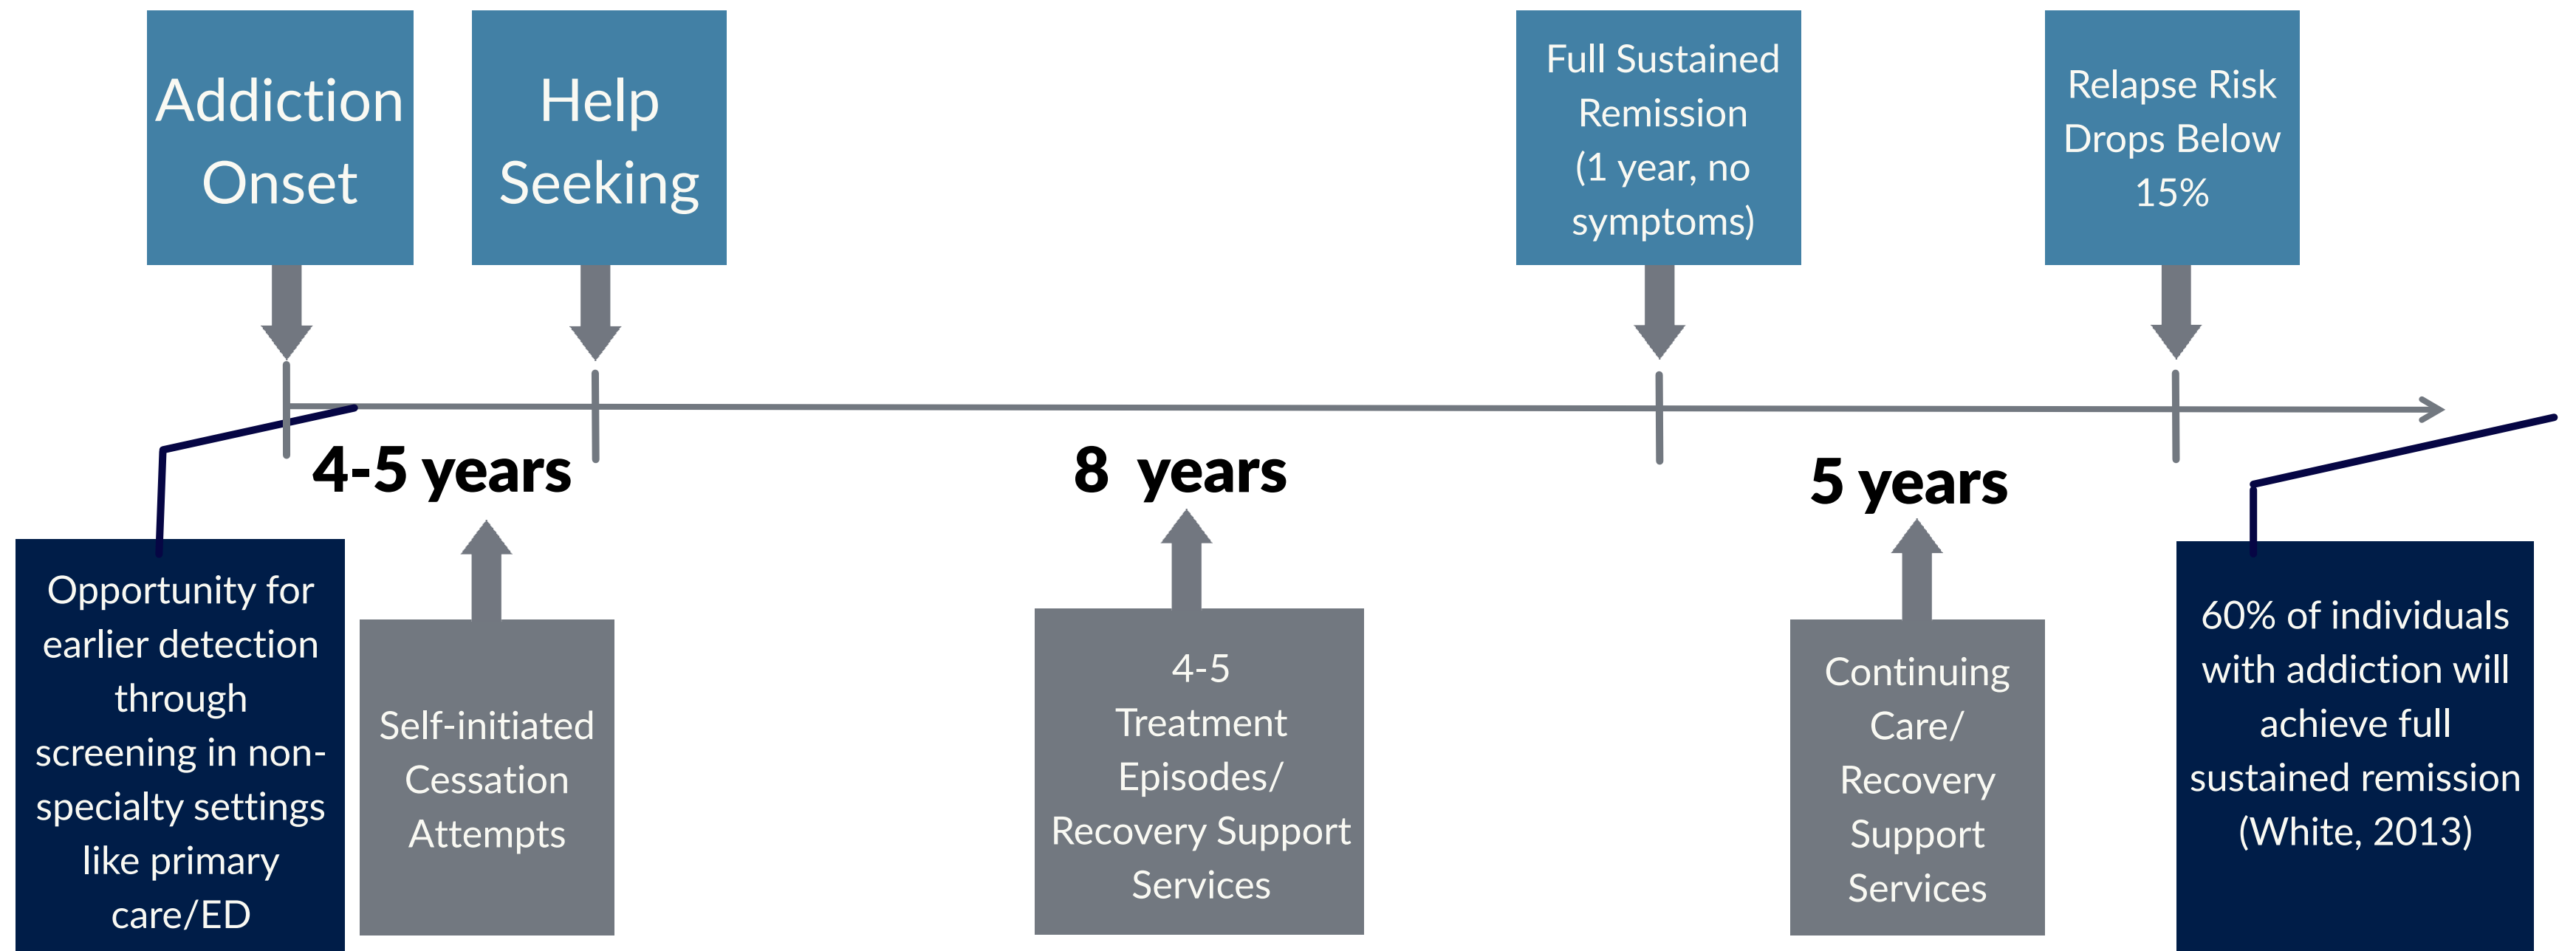 Addiction
Onset
Help
Seeking
Full Sustained
Remission
(1 year, no
symptoms)
Relapse Risk
Drops Below
15%
4-5 years
8 years
5 years
Opportunity for
earlier detection
through
screening in non-
specialty settings
like primary
care/ED
Self-initiated
Cessation
Attempts
4-5
Treatment
Episodes/
Recovery Support
Services
Continuing
Care/
Recovery
Support
Services
60% of individuals
with addiction will
achieve full
sustained remission
(White, 2013)